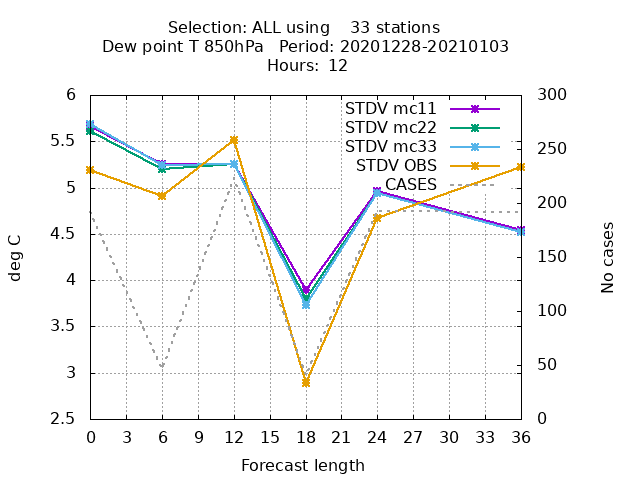 Selection: ALL using    33 stations
Dew point T 850hPa   Period: 20201228-20210103
Hours:  12
STDV mc11
STDV mc22
STDV mc33
STDV OBS
CASES
6
5.5
5
4.5
4
3.5
3
2.5
deg C
300
250
200
150
100
50
0
No cases
0 3 6 9 12 15 18 21 24 27 30 33 36
Forecast length